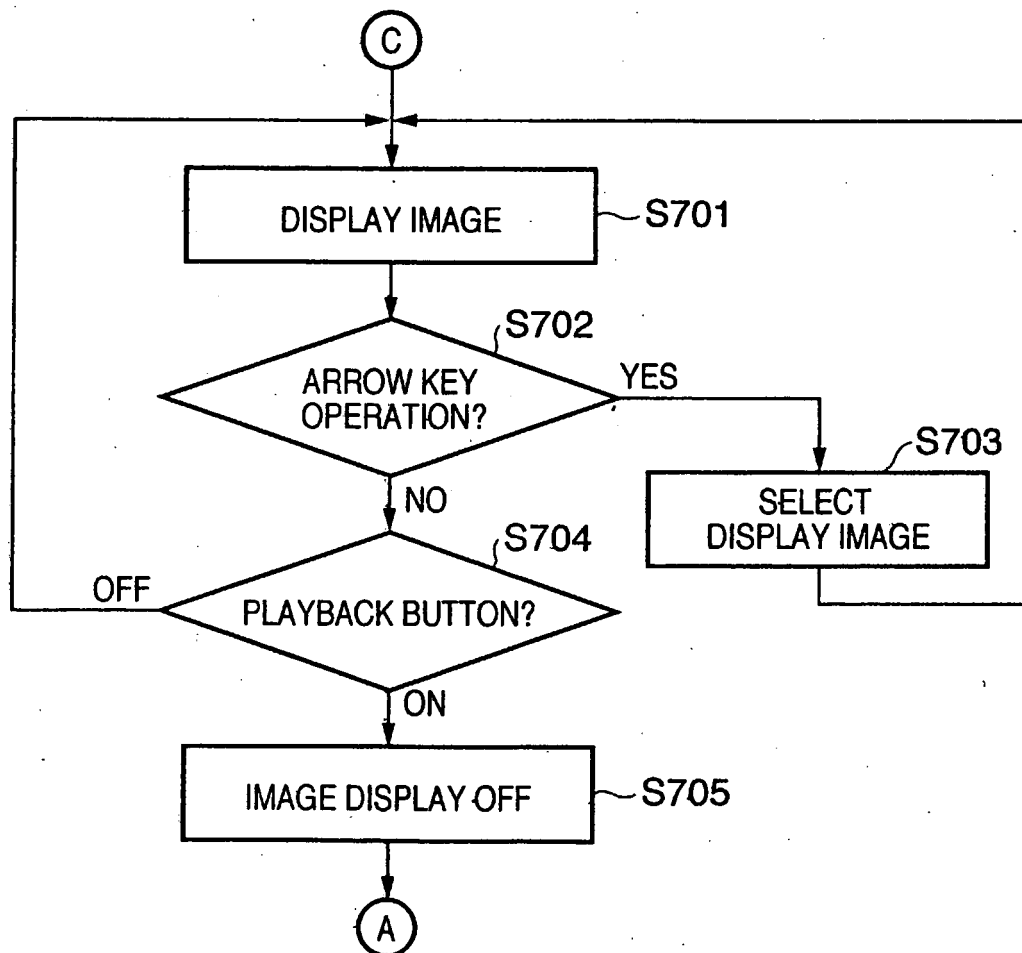 C
DISPLAY IMAGE
S701
S702
ARROW KEY
OPERATION?
YES
S703
SELECT
DISPLAY IMAGE
NO
S704
OFF
PLAYBACK BUTTON?
ON
IMAGE DISPLAY OFF
S705
A